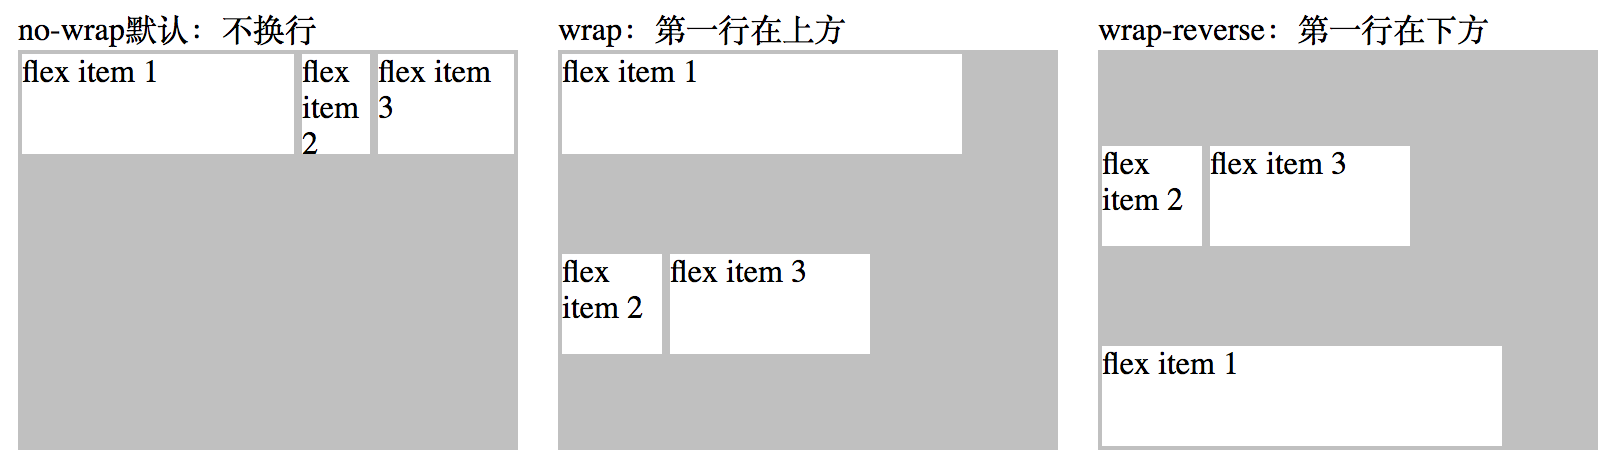 no-wrap默认：不换行
flex item 1
flex
item
2
flex item
3
wrap：第一行在上方
flex item 1
flex
item 2
flex item 3
wrap-reverse：第一行在下方
flex
item 2
flex item 3
flex item 1